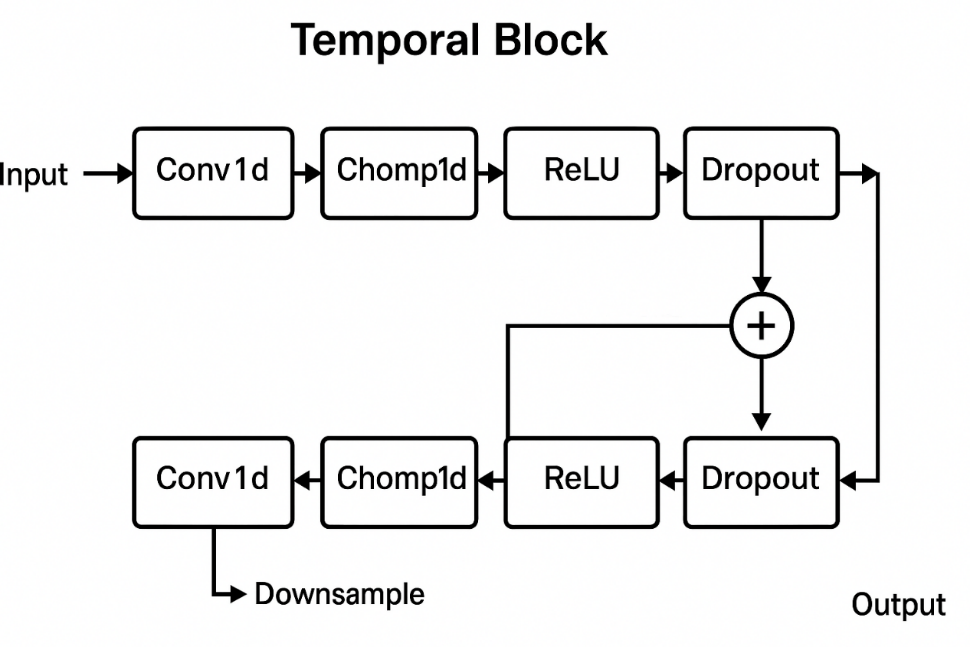 Temporal Block
Input
Conv1d
Chomp1d
ReLU
Dropout
+
Conv1d
Chomp1d
ReLU
Dropout
Downsample
Output